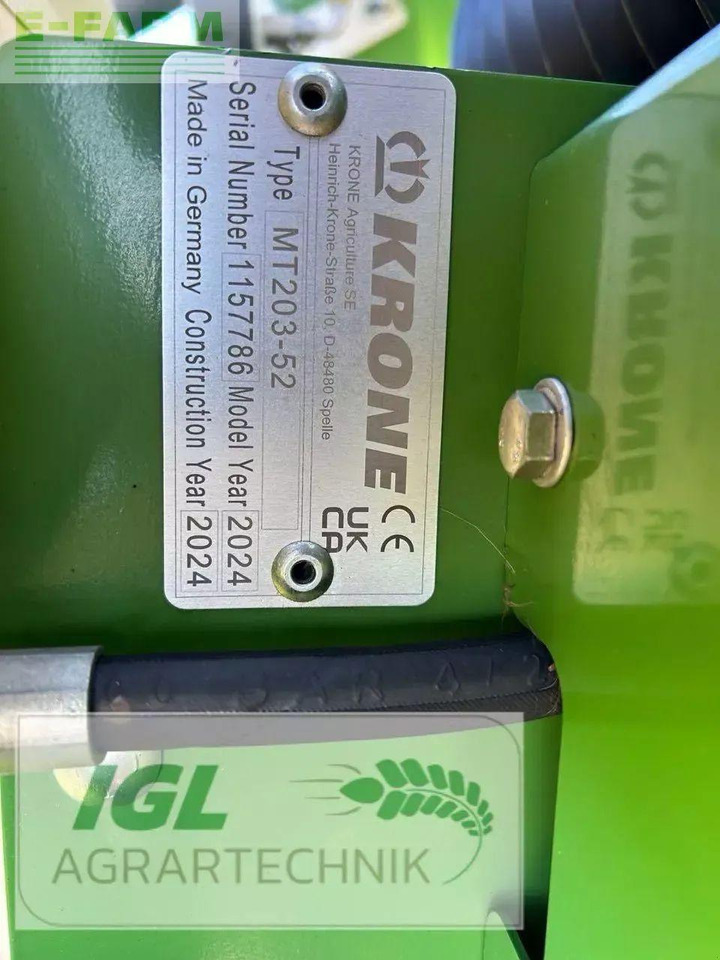 E-FARM
KRONE CE
KRONE Agriculture SE
Heinrich-Krone-Straße 10, D-48480 Spelle
UK
CA
Type MT203-52
Serial Number 1157786 Model Year 2024
Made in Germany Construction Year 2024
KRONE
BAR
IGL
AGRARTECHNIK